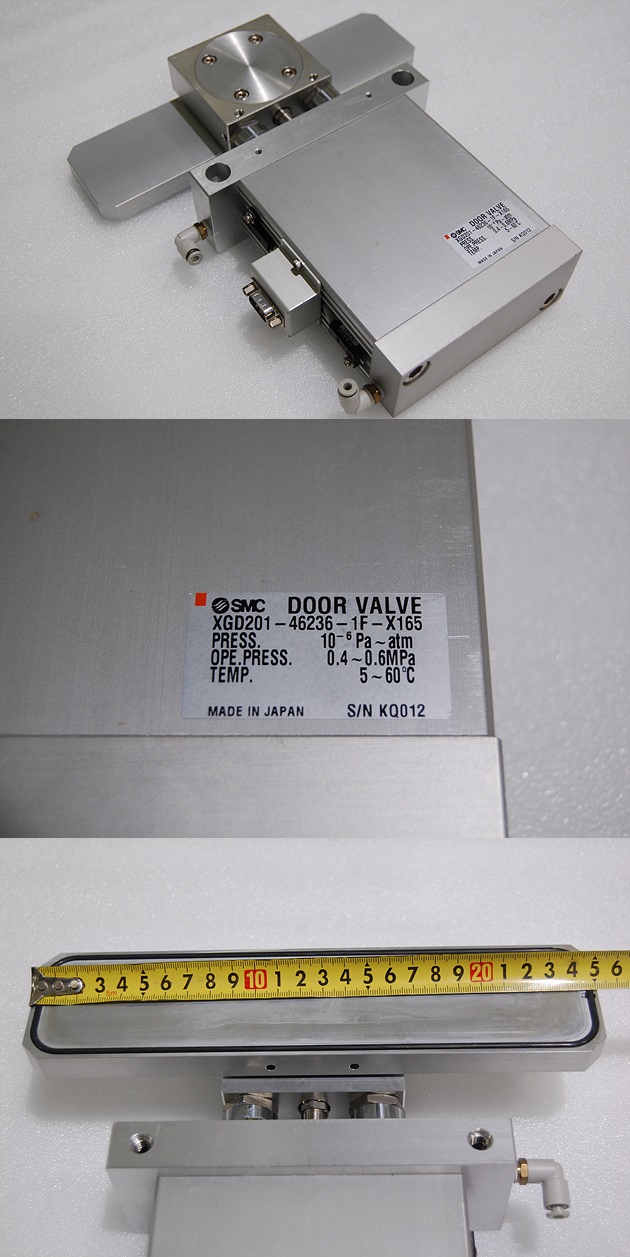 SMC DOOR VALVE
XGD201-46236-1F-X165
PRESS. 10⁻⁶ Pa~atm
OPE.PRESS. 0.4~0.6MPa
TEMP. 5~60℃
MADE IN JAPAN S/N KQ012
SMC DOOR VALVE
XGD201-46236-1F-X165
PRESS. 10⁻⁶ Pa~atm
OPE.PRESS. 0.4~0.6MPa
TEMP. 5~60℃
MADE IN JAPAN S/N KQ012
3 4 5 6 7 8 9 10 1 2 3 4 5 6 7 8 9 20 1 2 3 4 5 6